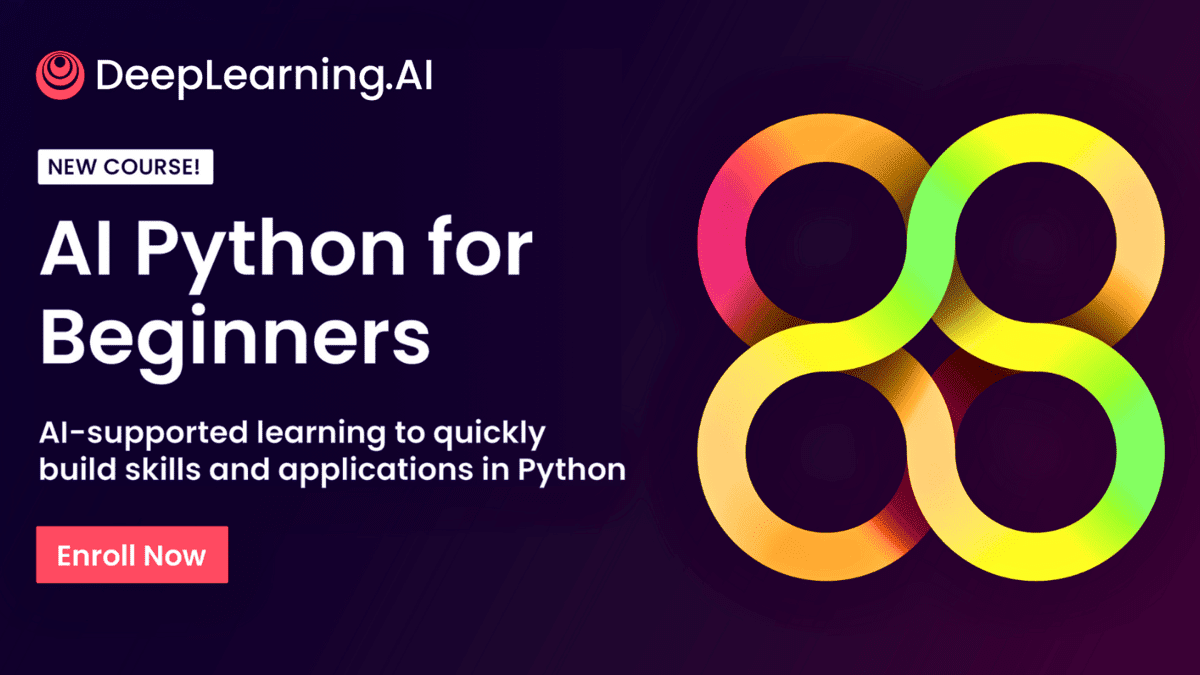 DeepLearning.AI
NEW COURSE!
AI Python for
Beginners
AI-supported learning to quickly
build skills and applications in Python
Enroll Now